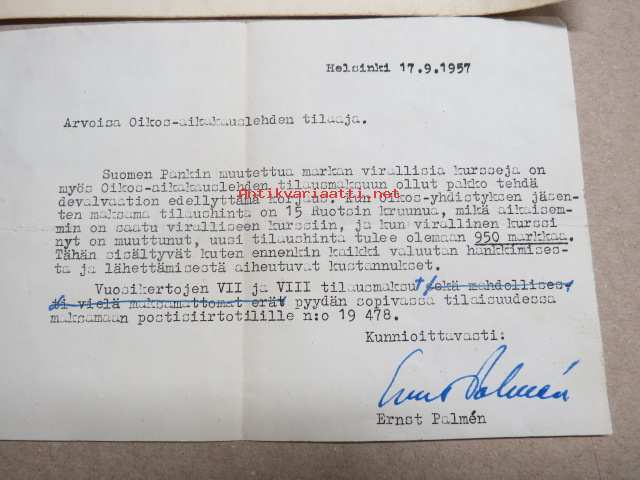 Helsinki 17.9.1957
Arvoisa Oikos-aikakauslehden tilaaja.
Suomen Pankin muutettua markan virallisia kursseja on
myös Oikos-aikakauslehden tilausmaksuun ollut pakko tehdä
Antikvariaatti.net
devalvaation edellyttämä korjaus. Kun Oikos-yhdistyksen jäsen-
ten maksama tilaushinta on 15 Ruotsin kruunua, mikä aikaisem-
min on saatu viralliseen kurssiin, ja kun virallinen kurssi
nyt on muuttunut, uusi tilaushinta tulee olemaan 950 markkaa.
Tähän sisältyvät kuten ennenkin kaikki valuutan hankkimises-
ta ja lähettämisestä aiheutuvat kustannukset.
Vuosikertojen VII ja VIII tilausmaksut sekä mahdollises-
ti vielä maksamattomat erät pyydän sopivassa tilaisuudessa
maksamaan postisiirtotilille n:o 19 478.
Kunnioittavasti:
Ernst Palmén
Ernst Palmén